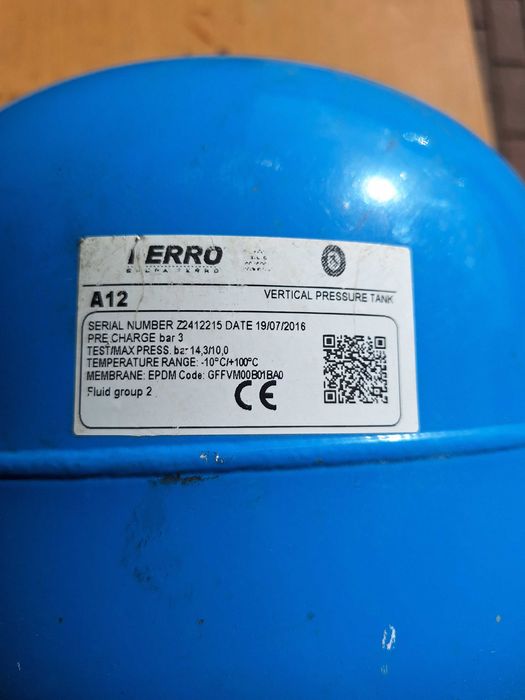 FERRO
A12
VERTICAL PRESSURE TANK
SERIAL NUMBER Z2412215 DATE 19/07/2016
PRE CHARGE bar 3
TEST/MAX PRESS. bar 14,3/10,0
TEMPERATURE RANGE: -10°C/+100°C
MEMBRANE: EPDM Code: GFFVM00B01BA0
Fluid group 2
CE